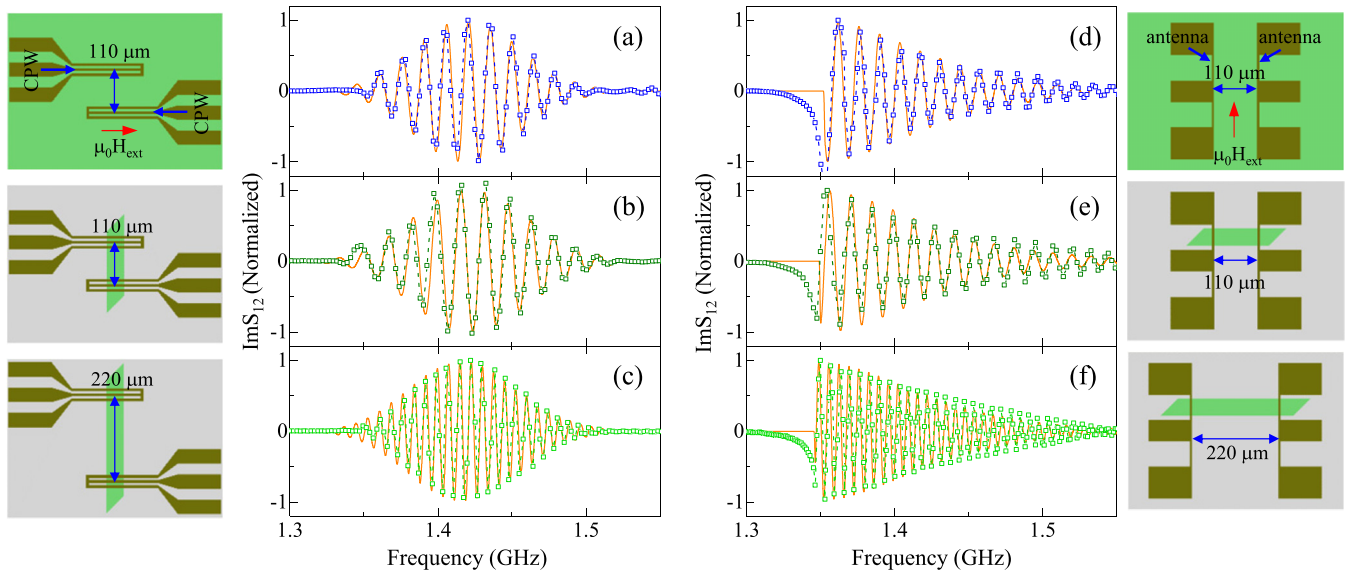 110 μm
CPW
CPW
μ₀Hₑₓₜ
110 μm
220 μm
(a)
1
0
-1
(b)
1
0
-1
(c)
1
0
-1
ImS₁₂ (Normalized)
1.3
1.4
1.5
Frequency (GHz)
(d)
1
0
-1
(e)
1
0
-1
(f)
1
0
-1
ImS₁₂ (Normalized)
1.3
1.4
1.5
Frequency (GHz)
antenna
antenna
110 μm
μ₀Hₑₓₜ
110 μm
220 μm